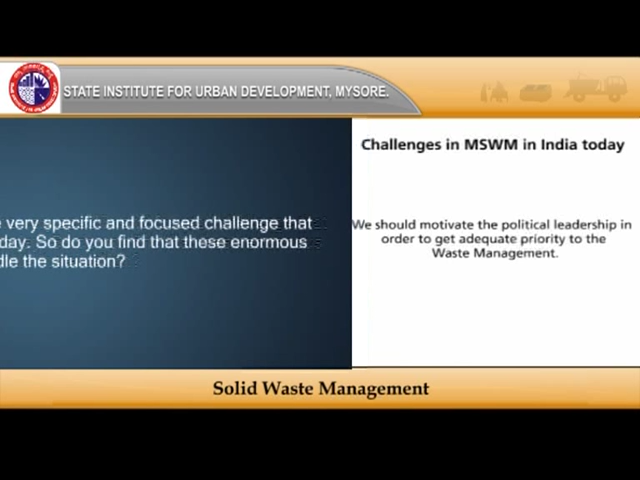 STATE INSTITUTE FOR URBAN DEVELOPMENT, MYSORE.
very specific and focused challenge that
day. So do you find that these enormous
dle the situation?
Challenges in MSWM in India today
We should motivate the political leadership in
order to get adequate priority to the
Waste Management.
Solid Waste Management